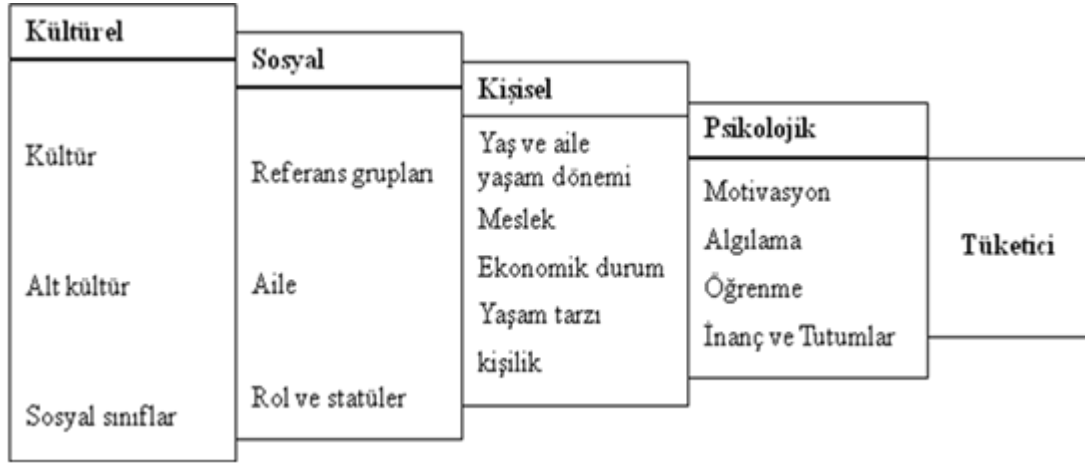 Kültürel
Kültür
Alt kültür
Sosyal sınıflar
Sosyal
Referans grupları
Aile
Rol ve statüler
Kişisel
Yaş ve aile
yaşam dönemi
Meslek
Ekonomik durum
Yaşam tarzı
kişilik
Psikolojik
Motivasyon
Algılama
Öğrenme
İnanç ve Tutumlar
Tüketici